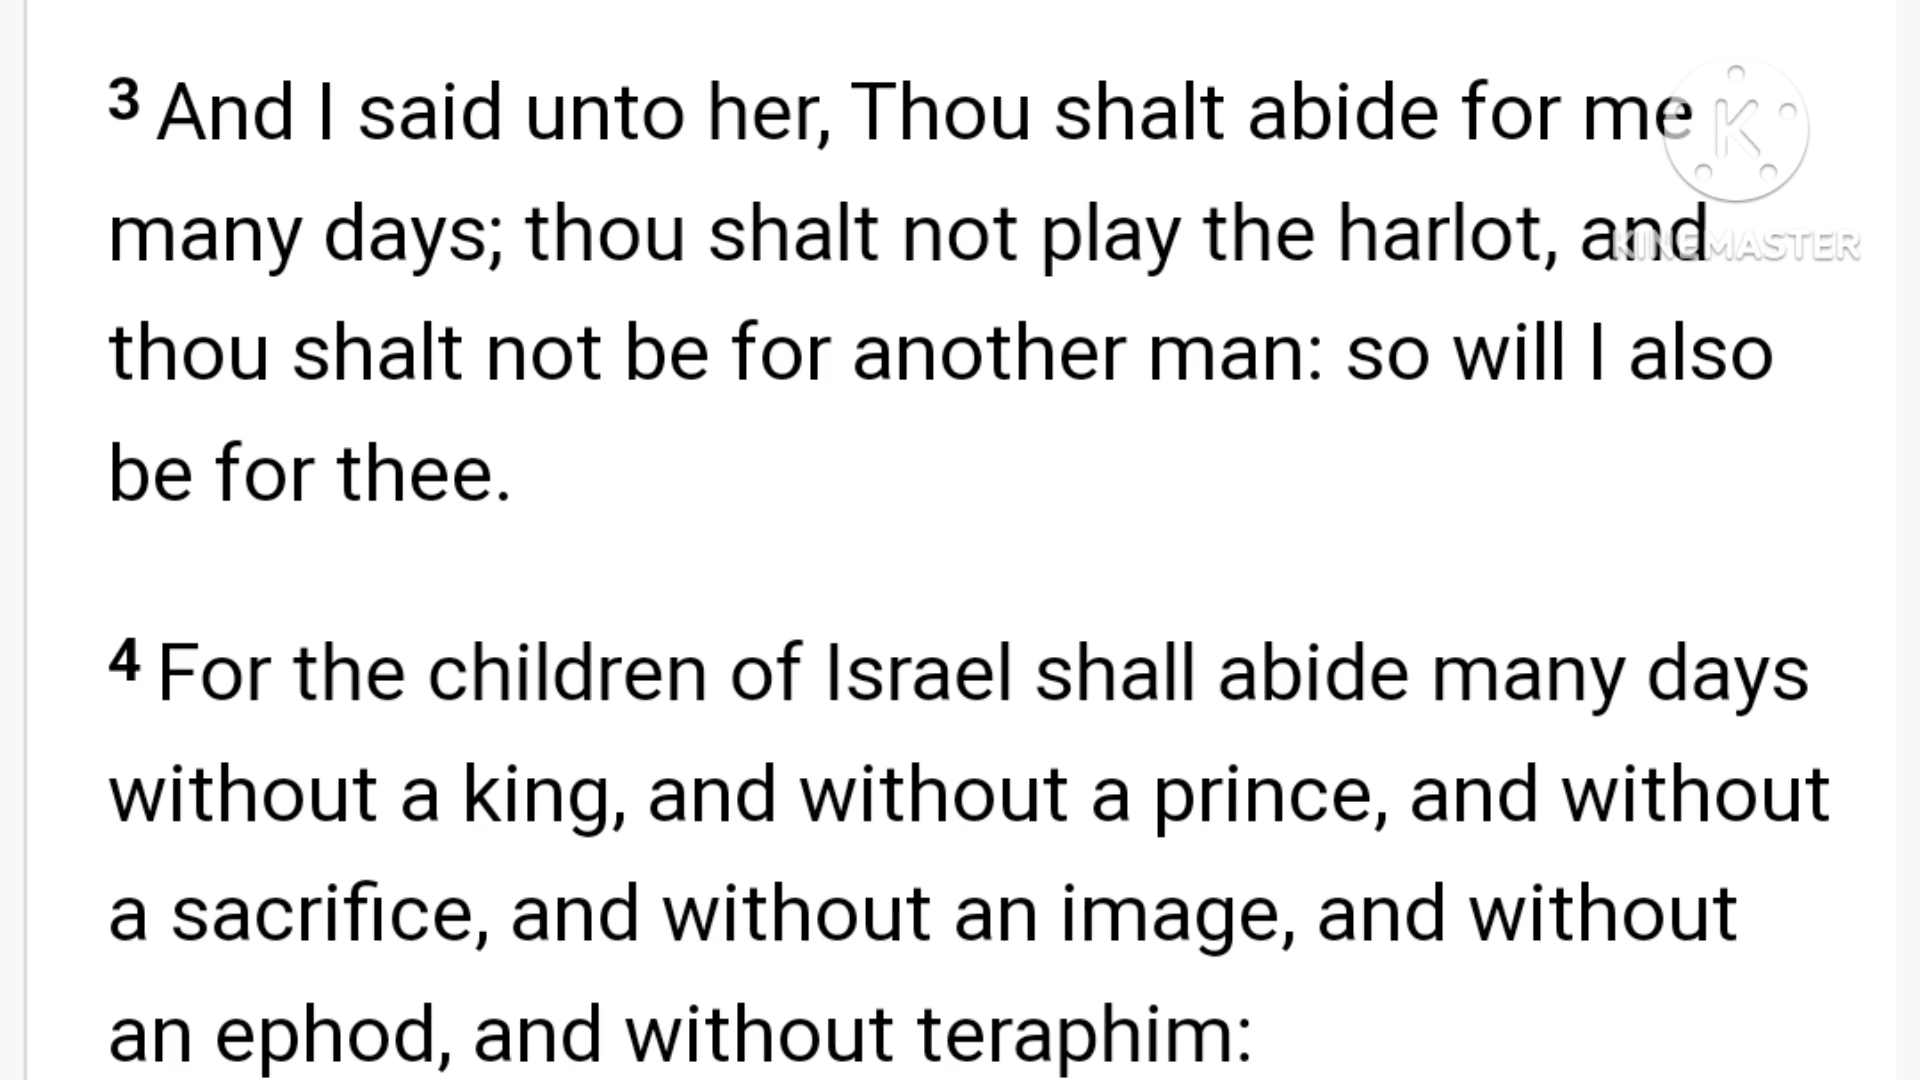 3 And I said unto her, Thou shalt abide for me
many days; thou shalt not play the harlot, and
thou shalt not be for another man: so will I also
be for thee.
4 For the children of Israel shall abide many days
without a king, and without a prince, and without
a sacrifice, and without an image, and without
an ephod, and without teraphim:
K
KINEMASTER